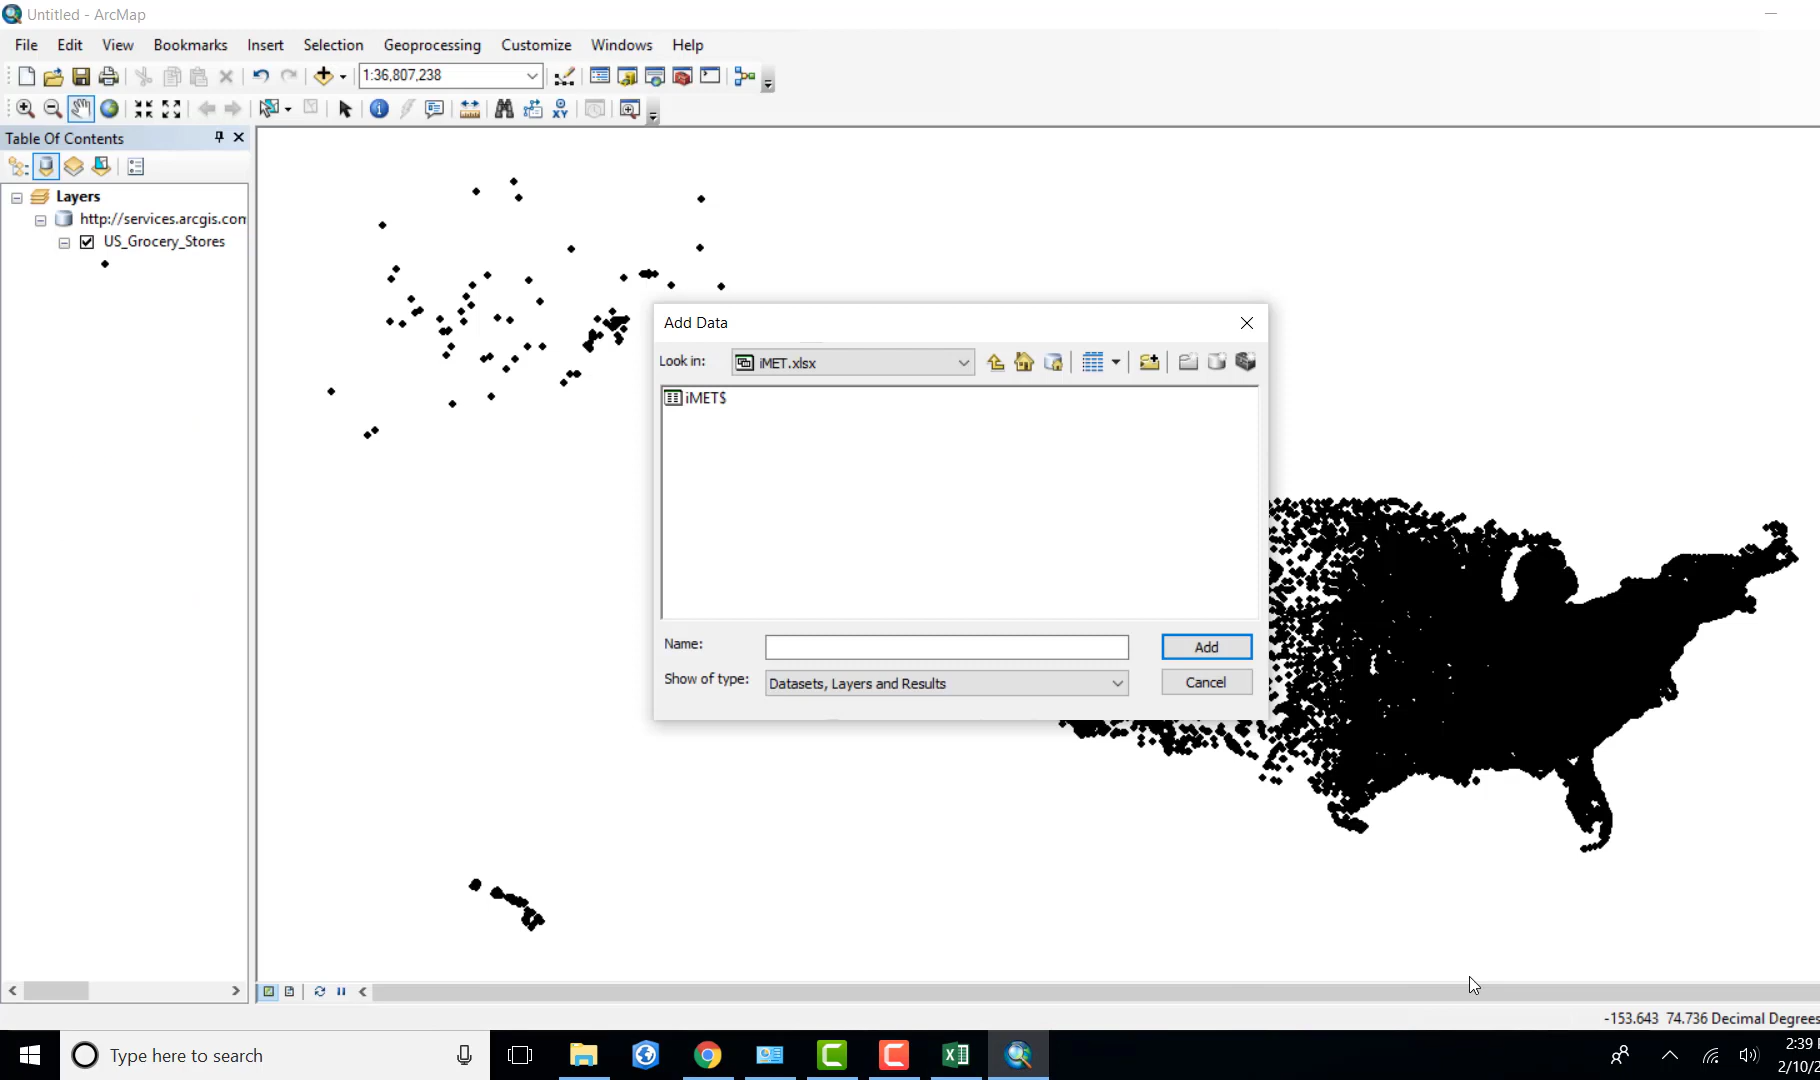 Untitled - ArcMap
File Edit View Bookmarks Insert Selection Geoprocessing Customize Windows Help
1:36,807,238
Table Of Contents
Layers
http://services.arcgis.com
US_Grocery_Stores
Add Data
Look in: iMET.xlsx
iMET$
Name:
Add
Show of type: Datasets, Layers and Results
Cancel
-153.643 74.736 Decimal Degrees
Type here to search
2:39
2/10/2